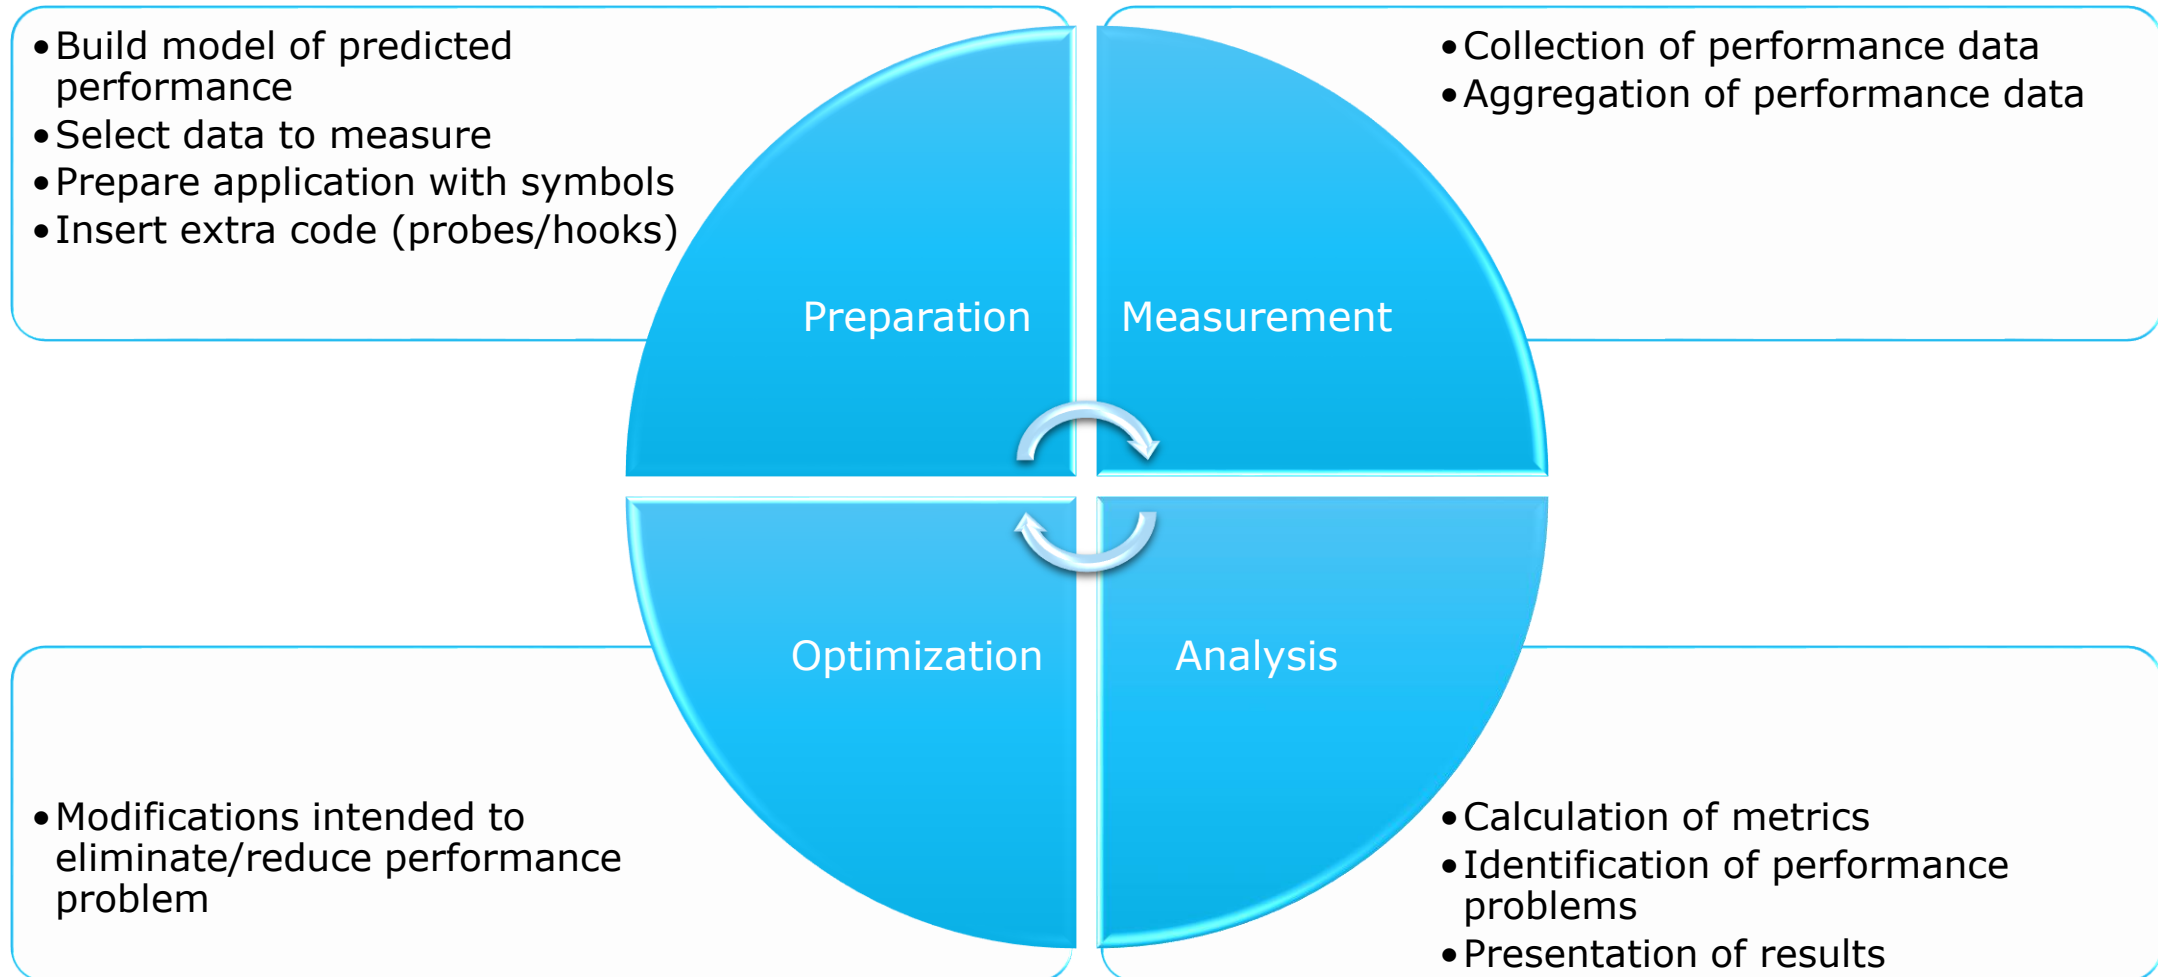 •Build model of predicted
performance
•Select data to measure
•Prepare application with symbols
•Insert extra code (probes/hooks)
•Collection of performance data
•Aggregation of performance data
Preparation
Measurement
Optimization
Analysis
•Modifications intended to
eliminate/reduce performance
problem
•Calculation of metrics
•Identification of performance
problems
•Presentation of results